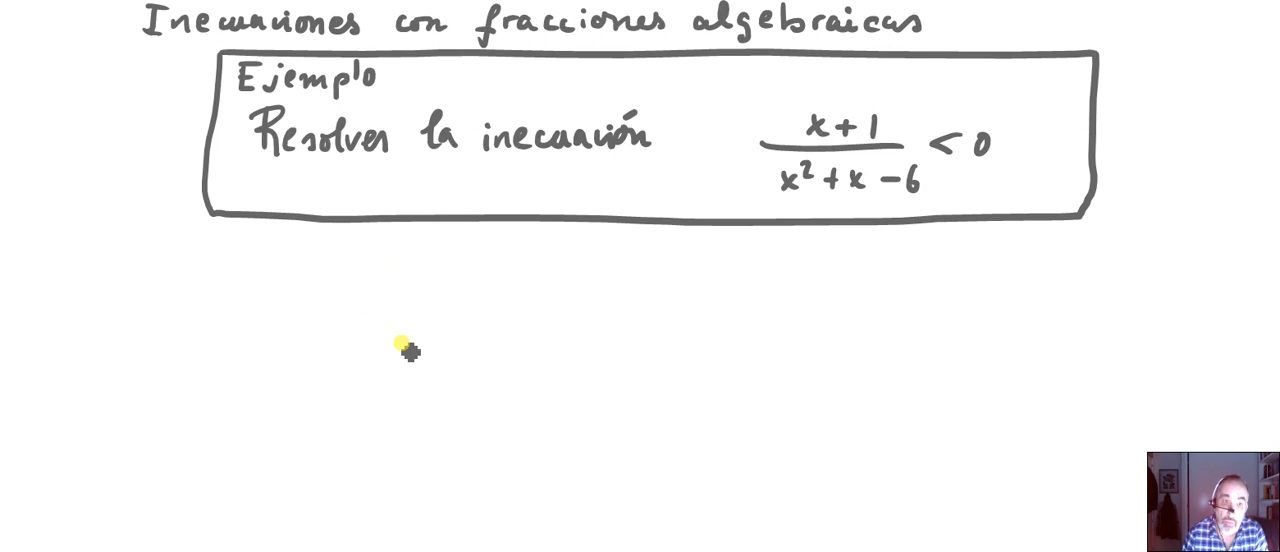 Inecuaciones con fracciones algebraicas
Ejemplo
Resolver la inecuación
x+1
———— < 0
x²+x-6